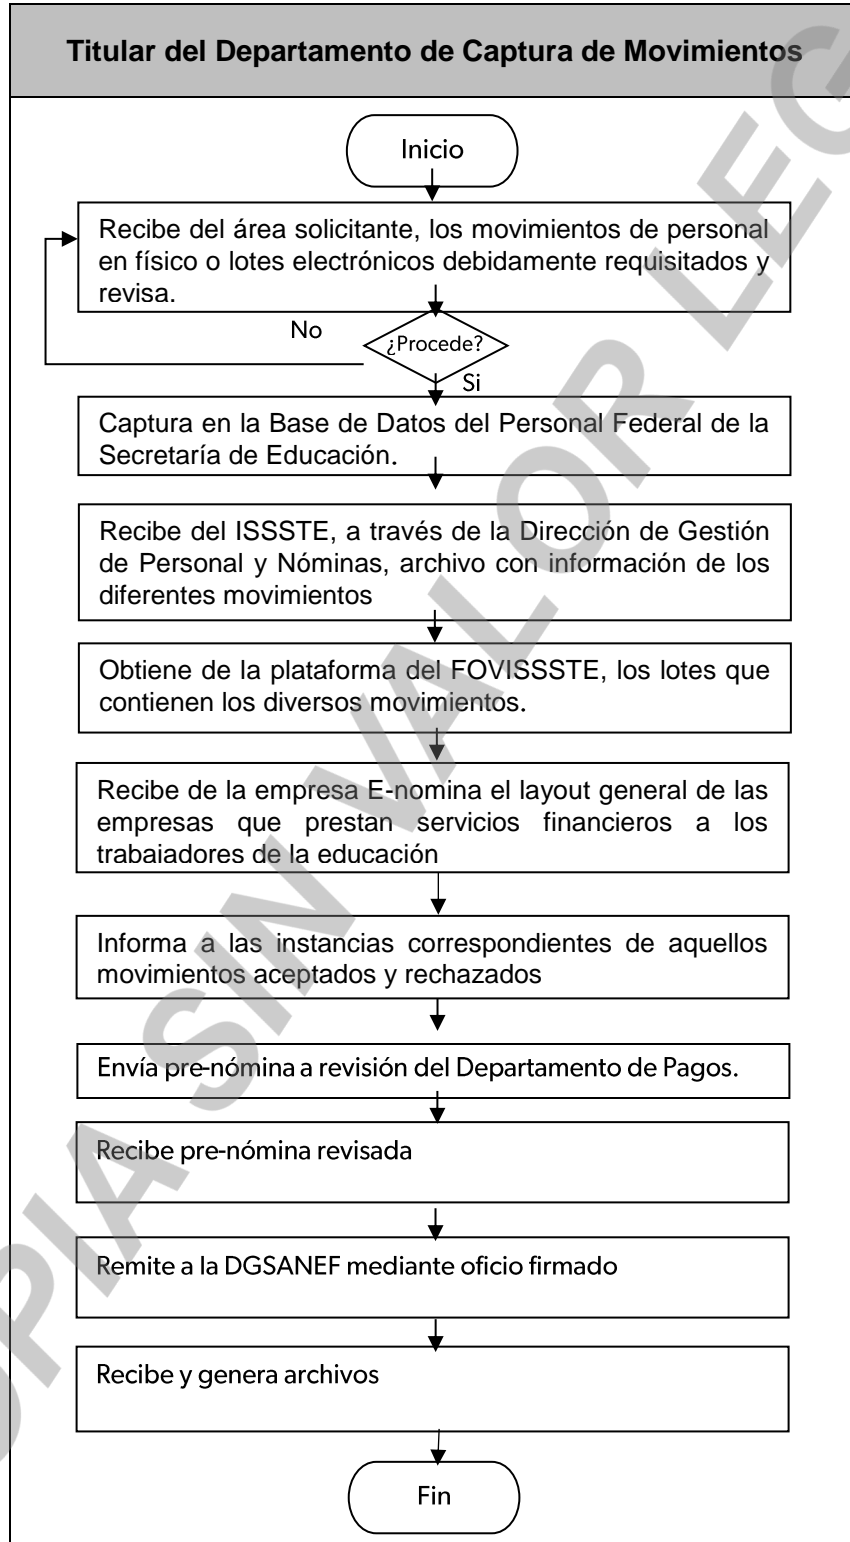 Titular del Departamento de Captura de Movimientos
Inicio
Recibe del área solicitante, los movimientos de personal
en físico o lotes electrónicos debidamente requisitados y
revisa.
No
¿Procede?
Si
Captura en la Base de Datos del Personal Federal de la
Secretaría de Educación.
Recibe del ISSSTE, a través de la Dirección de Gestión
de Personal y Nóminas, archivo con información de los
diferentes movimientos
Obtiene de la plataforma del FOVISSSTE, los lotes que
contienen los diversos movimientos.
Recibe de la empresa E-nomina el layout general de las
empresas que prestan servicios financieros a los
trabajadores de la educación
Informa a las instancias correspondientes de aquellos
movimientos aceptados y rechazados
Envía pre-nómina a revisión del Departamento de Pagos.
Recibe pre-nómina revisada
Remite a la DGSANEF mediante oficio firmado
Recibe y genera archivos
Fin
OPIA SIN VALOR LEG